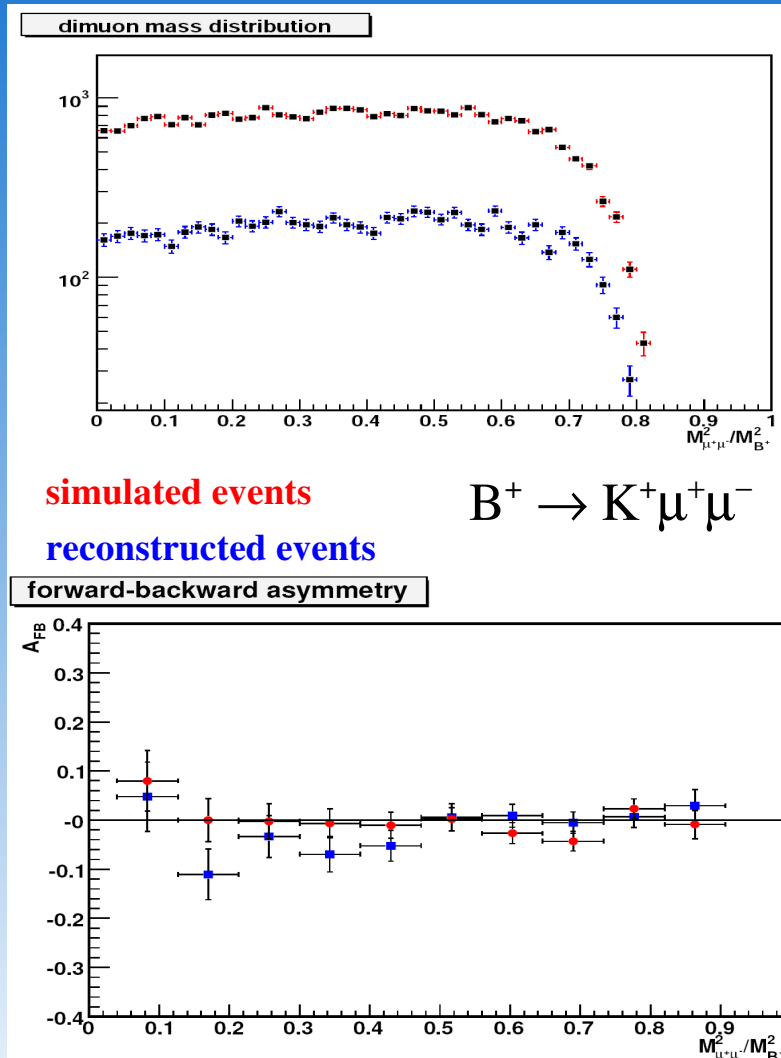 dimuon mass distribution
10³
10²
0 0.1 0.2 0.3 0.4 0.5 0.6 0.7 0.8 0.9 1
M²μ⁺μ⁻/M²B⁺
simulated events
B⁺ → K⁺μ⁺μ⁻
reconstructed events
forward-backward asymmetry
A_FB
0.4
0.3
0.2
0.1
-0
-0.1
-0.2
-0.3
-0.4
0 0.1 0.2 0.3 0.4 0.5 0.6 0.7 0.8 0.9
M²μ⁺μ⁻/M²B